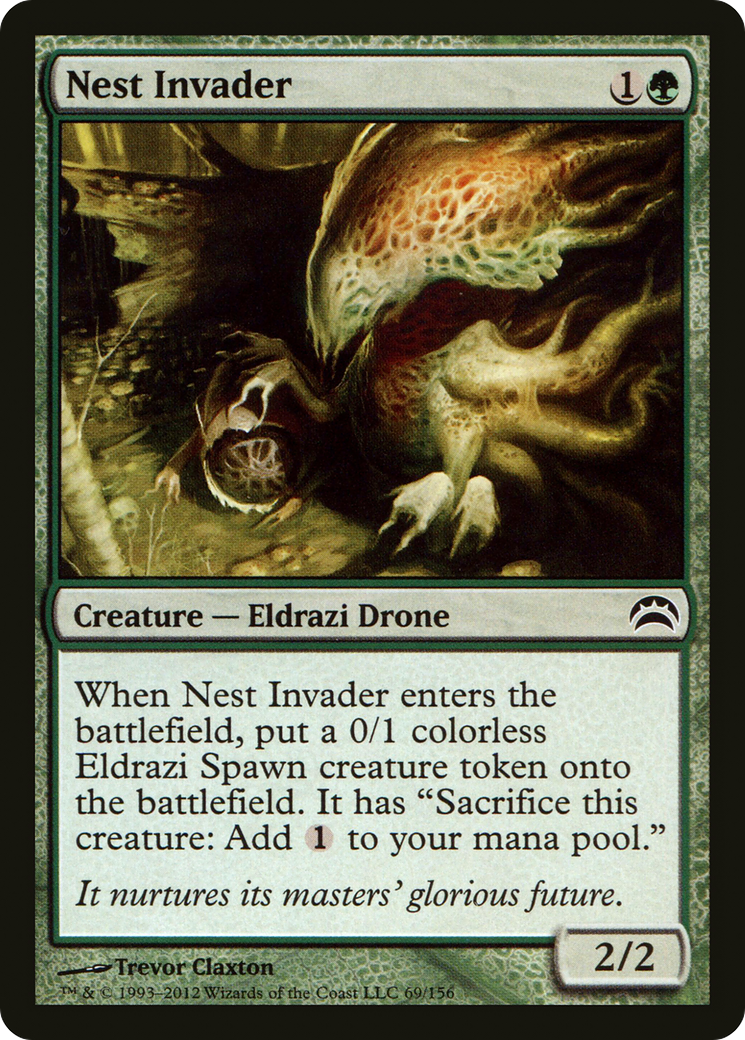 Nest Invader 1
Creature — Eldrazi Drone
When Nest Invader enters the
battlefield, put a 0/1 colorless
Eldrazi Spawn creature token onto
the battlefield. It has “Sacrifice this
creature: Add 1 to your mana pool.”
It nurtures its masters’ glorious future.
2/2
Trevor Claxton
™ & © 1993–2012 Wizards of the Coast LLC 69/156